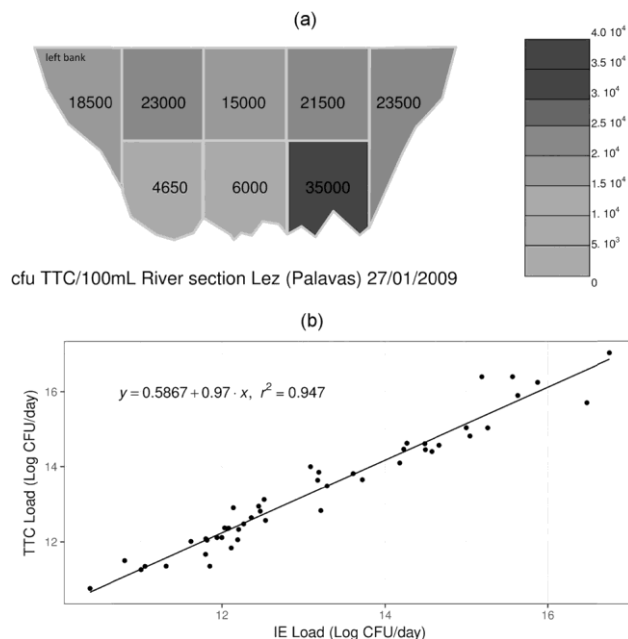 (a)
left bank
18500 23000 15000 21500 23500
4650 6000 35000
4.0 10⁴
3. 10⁴
2.5 10⁴
2. 10⁴
1.5 10⁴
1. 10⁴
5. 10³
0
cfu TTC/100mL River section Lez (Palavas) 27/01/2009
(b)
y = 0.5867 + 0.97 · x, r² = 0.947
TTC Load (Log CFU/day)
16
14
12
12 14 16
IE Load (Log CFU/day)